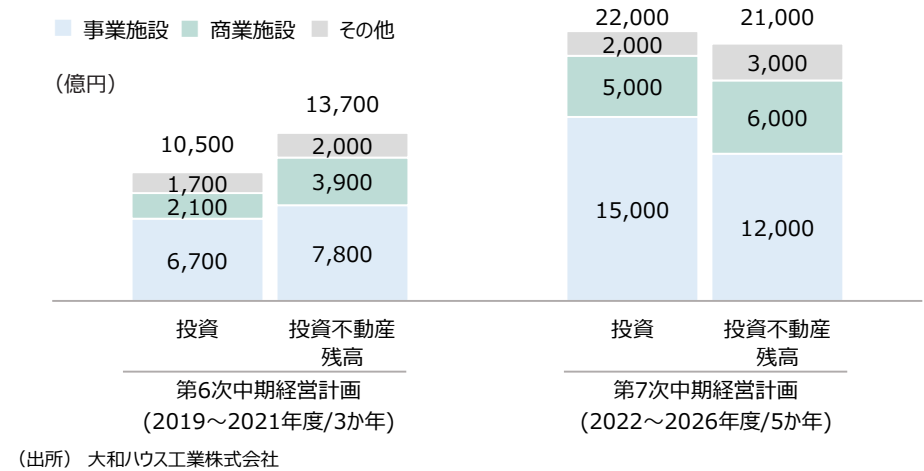 事業施設 商業施設 その他
（億円）
10,500
1,700
2,100
6,700
13,700
2,000
3,900
7,800
22,000
2,000
5,000
15,000
21,000
3,000
6,000
12,000
投資
投資不動産
残高
投資
投資不動産
残高
第6次中期経営計画
(2019～2021年度/3か年)
第7次中期経営計画
(2022～2026年度/5か年)
（出所） 大和ハウス工業株式会社